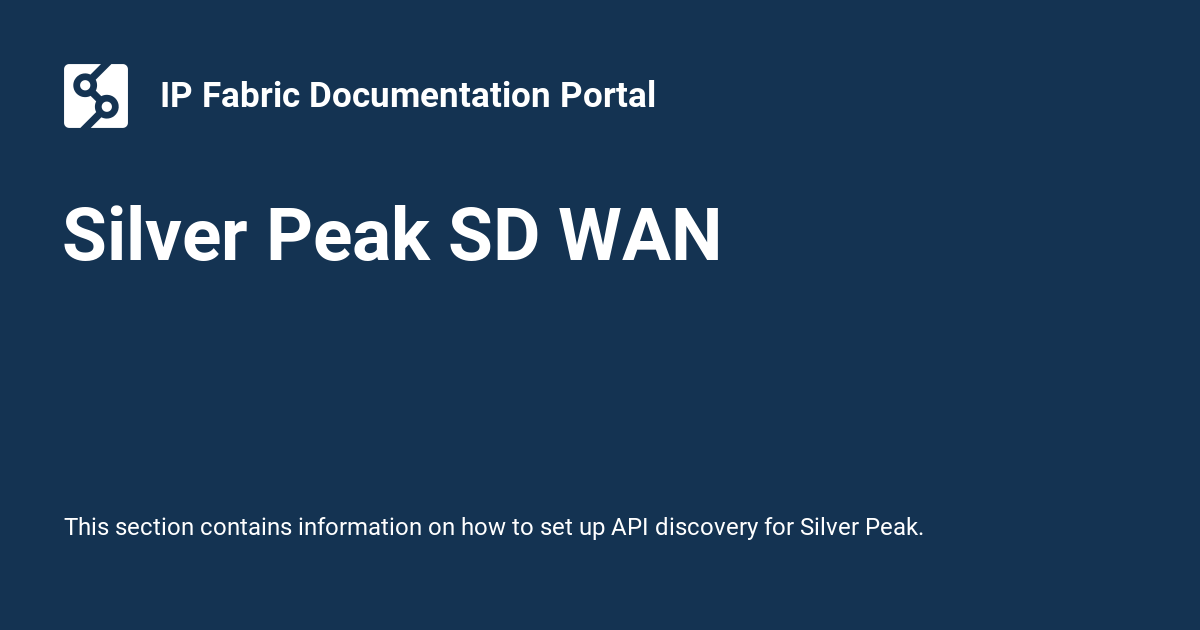 IP Fabric Documentation Portal
Silver Peak SD WAN
This section contains information on how to set up API discovery for Silver Peak.